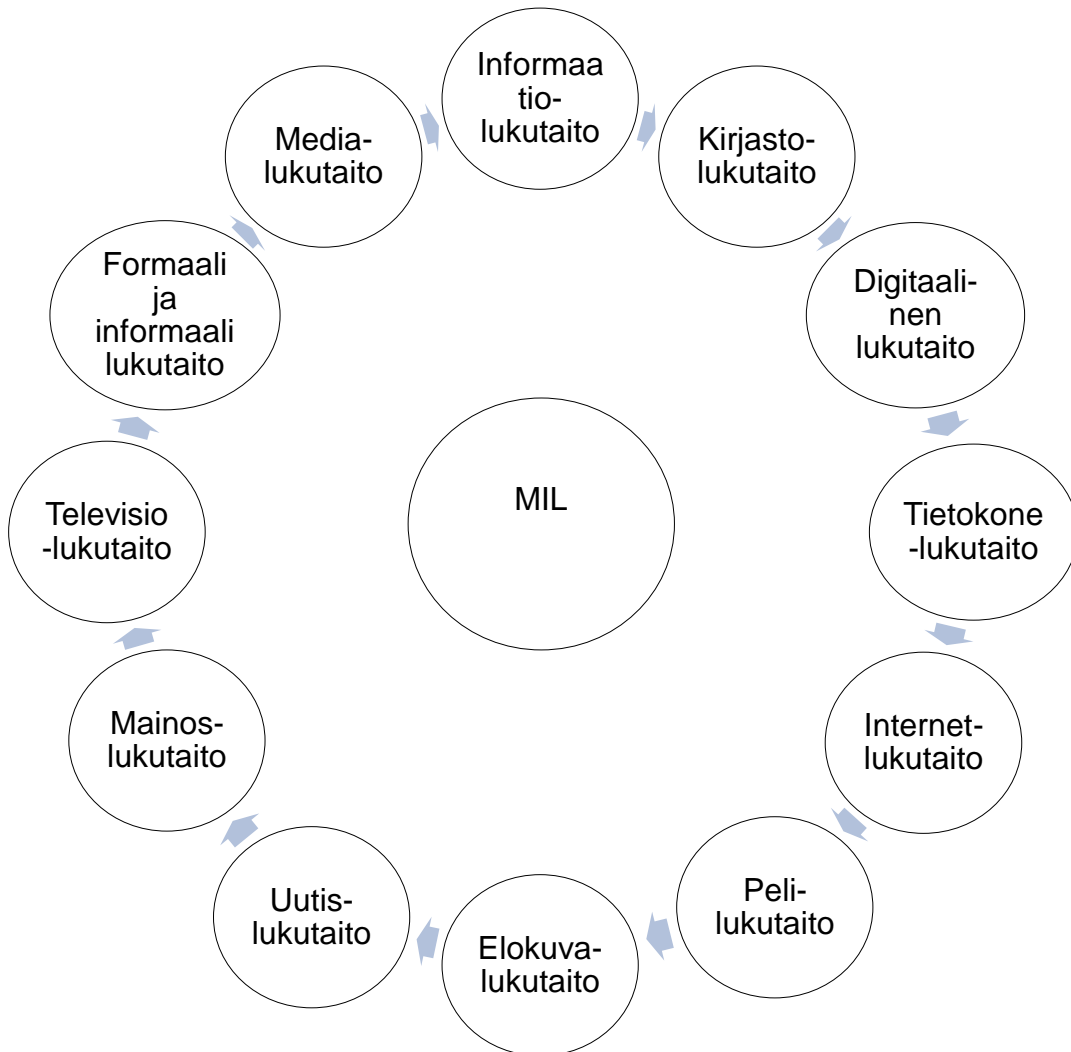 Informaa
tio-
lukutaito
Kirjasto-
lukutaito
Digitaali-
nen
lukutaito
Tietokone
-lukutaito
Internet-
lukutaito
Peli-
lukutaito
Elokuva-
lukutaito
Uutis-
lukutaito
Mainos-
lukutaito
Televisio
-lukutaito
Formaali
ja
informaali
lukutaito
Media-
lukutaito
MIL